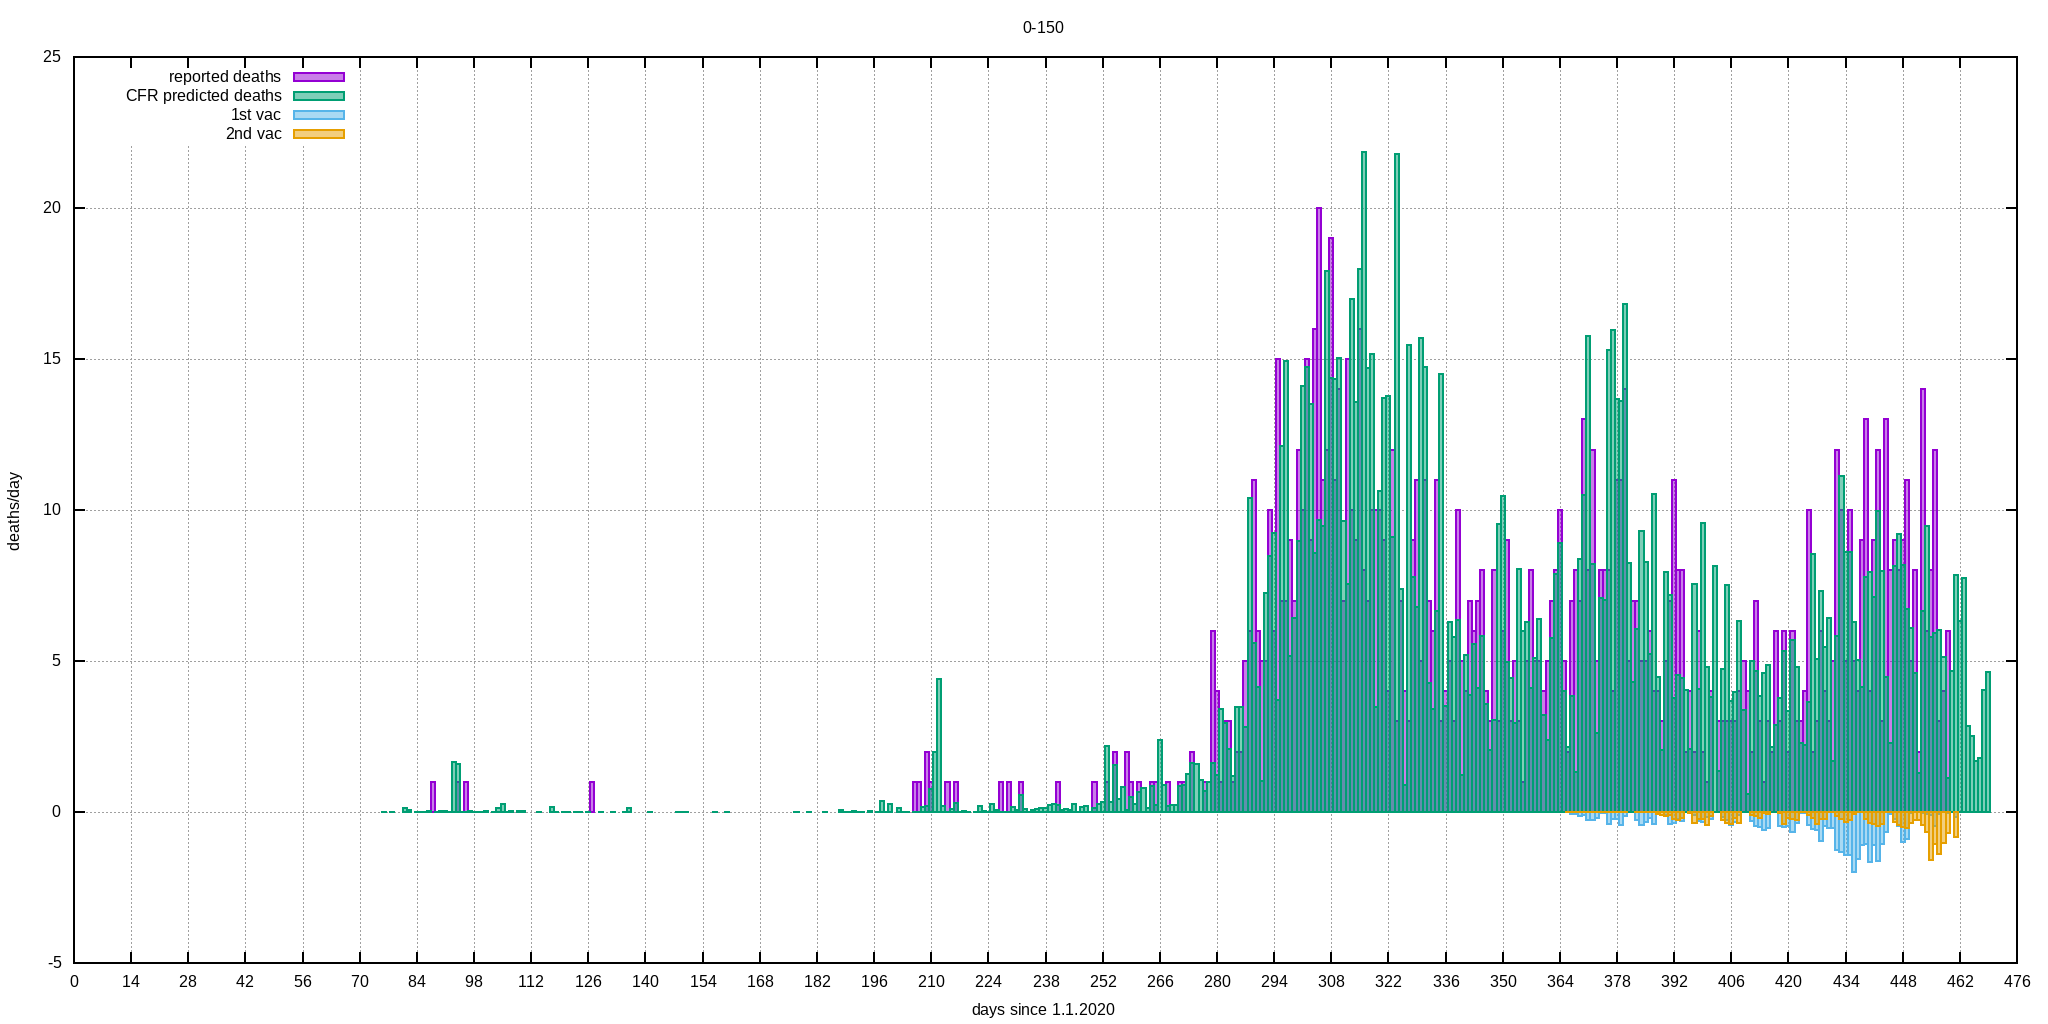 0-150
25
20
15
10
5
0
-5
deaths/day
reported deaths
CFR predicted deaths
1st vac
2nd vac
0 14 28 42 56 70 84 98 112 126 140 154 168 182 196 210 224 238 252 266 280 294 308 322 336 350 364 378 392 406 420 434 448 462 476
days since 1.1.2020